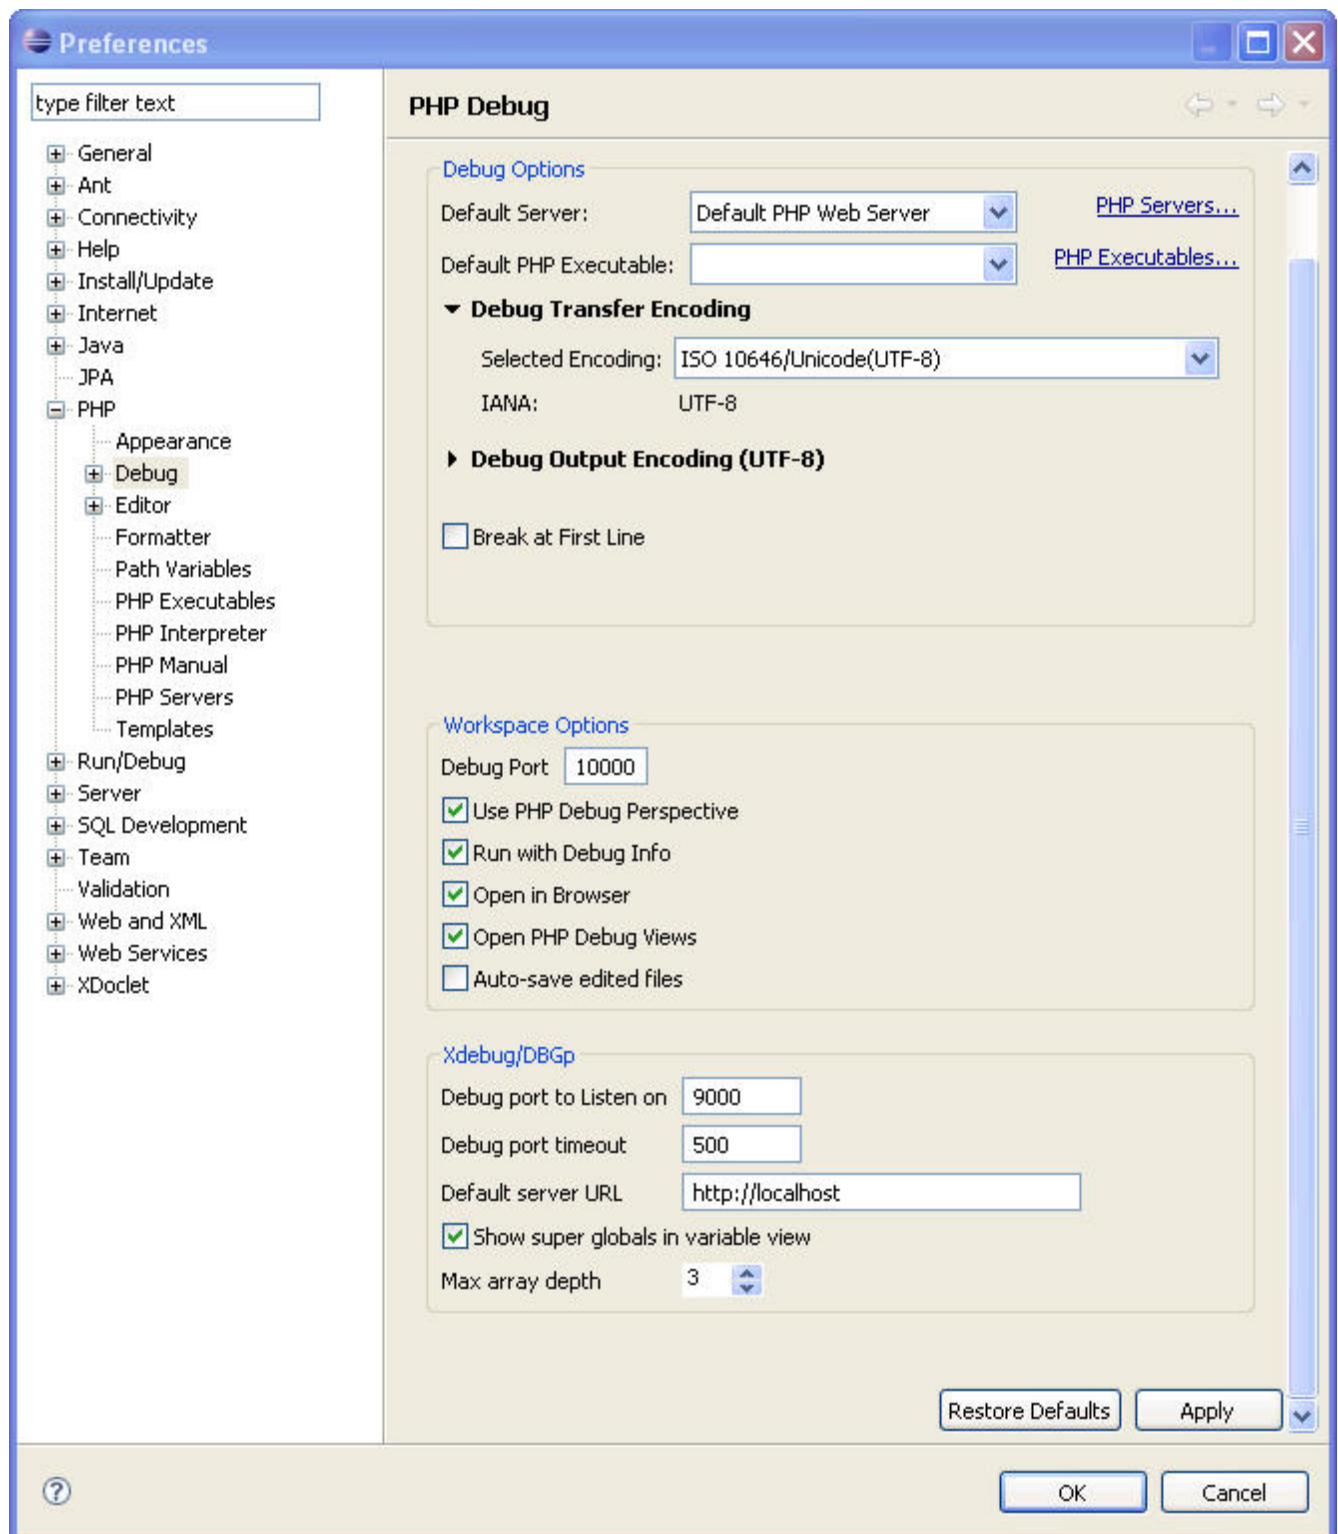 Preferences
type filter text
General
Ant
Connectivity
Help
Install/Update
Internet
Java
JPA
PHP
Appearance
Debug
Editor
Formatter
Path Variables
PHP Executables
PHP Interpreter
PHP Manual
PHP Servers
Templates
Run/Debug
Server
SQL Development
Team
Validation
Web and XML
Web Services
XDoclet
PHP Debug
Debug Options
Default Server: Default PHP Web Server PHP Servers...
Default PHP Executable: PHP Executables...
Debug Transfer Encoding
Selected Encoding: ISO 10646/Unicode(UTF-8)
IANA: UTF-8
Debug Output Encoding (UTF-8)
Break at First Line
Workspace Options
Debug Port 10000
Use PHP Debug Perspective
Run with Debug Info
Open in Browser
Open PHP Debug Views
Auto-save edited files
Xdebug/DBGp
Debug port to Listen on 9000
Debug port timeout 500
Default server URL http://localhost
Show super globals in variable view
Max array depth 3
Restore Defaults Apply
? OK Cancel